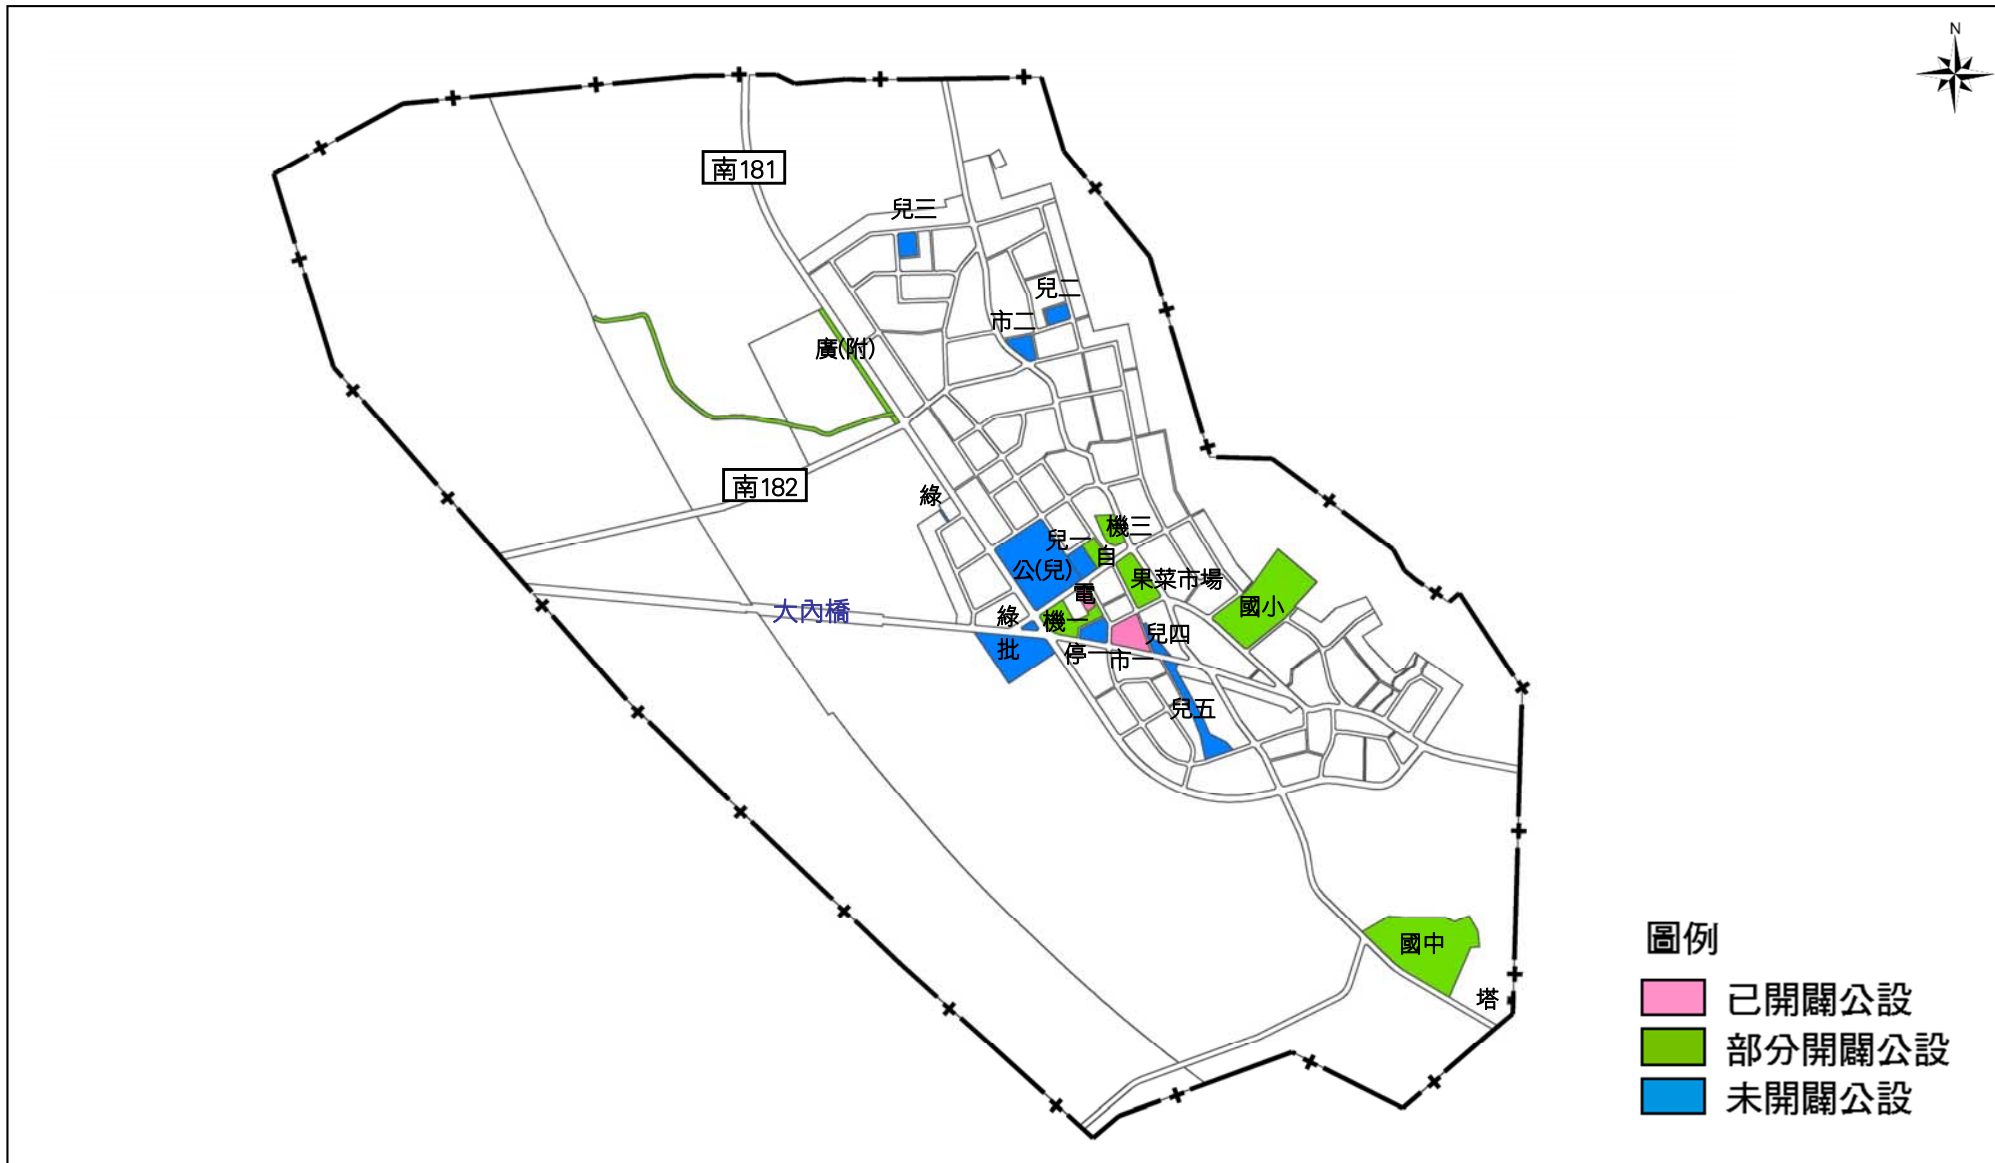 N
南181
兒三
兒二
市二
廣(附)
南182
綠
機三
兒一
自
公(兒)
果菜市場
電
國小
大內橋
綠
機一
兒四
批
停一
市一
兒五
國中
塔
圖例
已開闢公設
部分開闢公設
未開闢公設